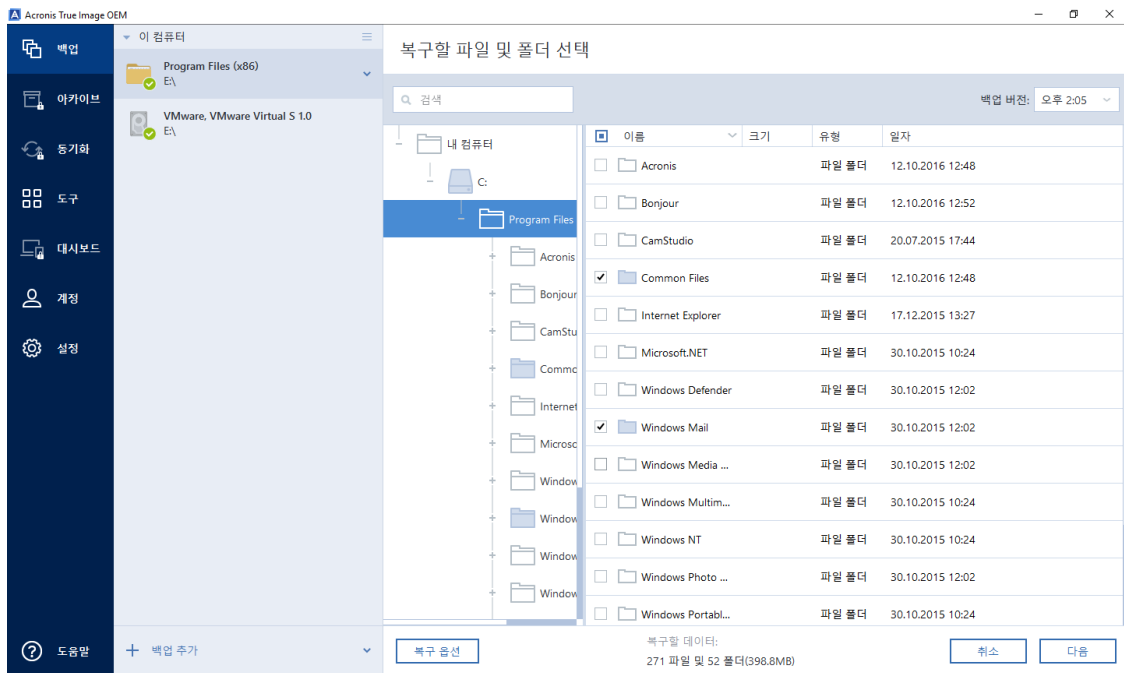 Acronis True Image OEM
백업
아카이브
동기화
도구
대시보드
계정
설정
도움말
이 컴퓨터
Program Files (x86)
E:\
VMware, VMware Virtual S 1.0
E:\
백업 추가
복구할 파일 및 폴더 선택
검색
백업 버전: 오후 2:05
내 컴퓨터
C:
Program Files
Acronis
Bonjour
CamStu
Commo
Internet
Microsc
Window
Window
Window
Window
이름 크기 유형 일자
Acronis 파일 폴더 12.10.2016 12:48
Bonjour 파일 폴더 12.10.2016 12:52
CamStudio 파일 폴더 20.07.2015 17:44
Common Files 파일 폴더 12.10.2016 12:48
Internet Explorer 파일 폴더 17.12.2015 13:27
Microsoft.NET 파일 폴더 30.10.2015 10:24
Windows Defender 파일 폴더 30.10.2015 12:02
Windows Mail 파일 폴더 30.10.2015 12:02
Windows Media ... 파일 폴더 30.10.2015 12:02
Windows Multim... 파일 폴더 30.10.2015 10:24
Windows NT 파일 폴더 30.10.2015 10:24
Windows Photo ... 파일 폴더 30.10.2015 12:02
Windows Portabl... 파일 폴더 30.10.2015 10:24
복구 옵션
복구할 데이터:
271 파일 및 52 폴더(398.8MB)
취소
다음